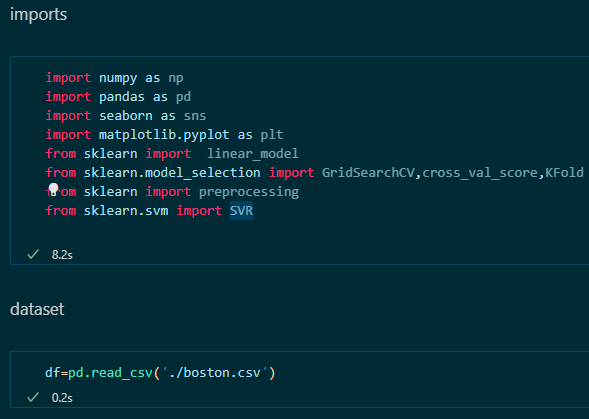 imports
import numpy as np
import pandas as pd
import seaborn as sns
import matplotlib.pyplot as plt
from sklearn import  linear_model
from sklearn.model_selection import GridSearchCV,cross_val_score,KFold
from sklearn import preprocessing
from sklearn.svm import SVR
8.2s
dataset
df=pd.read_csv('./boston.csv')
0.2s